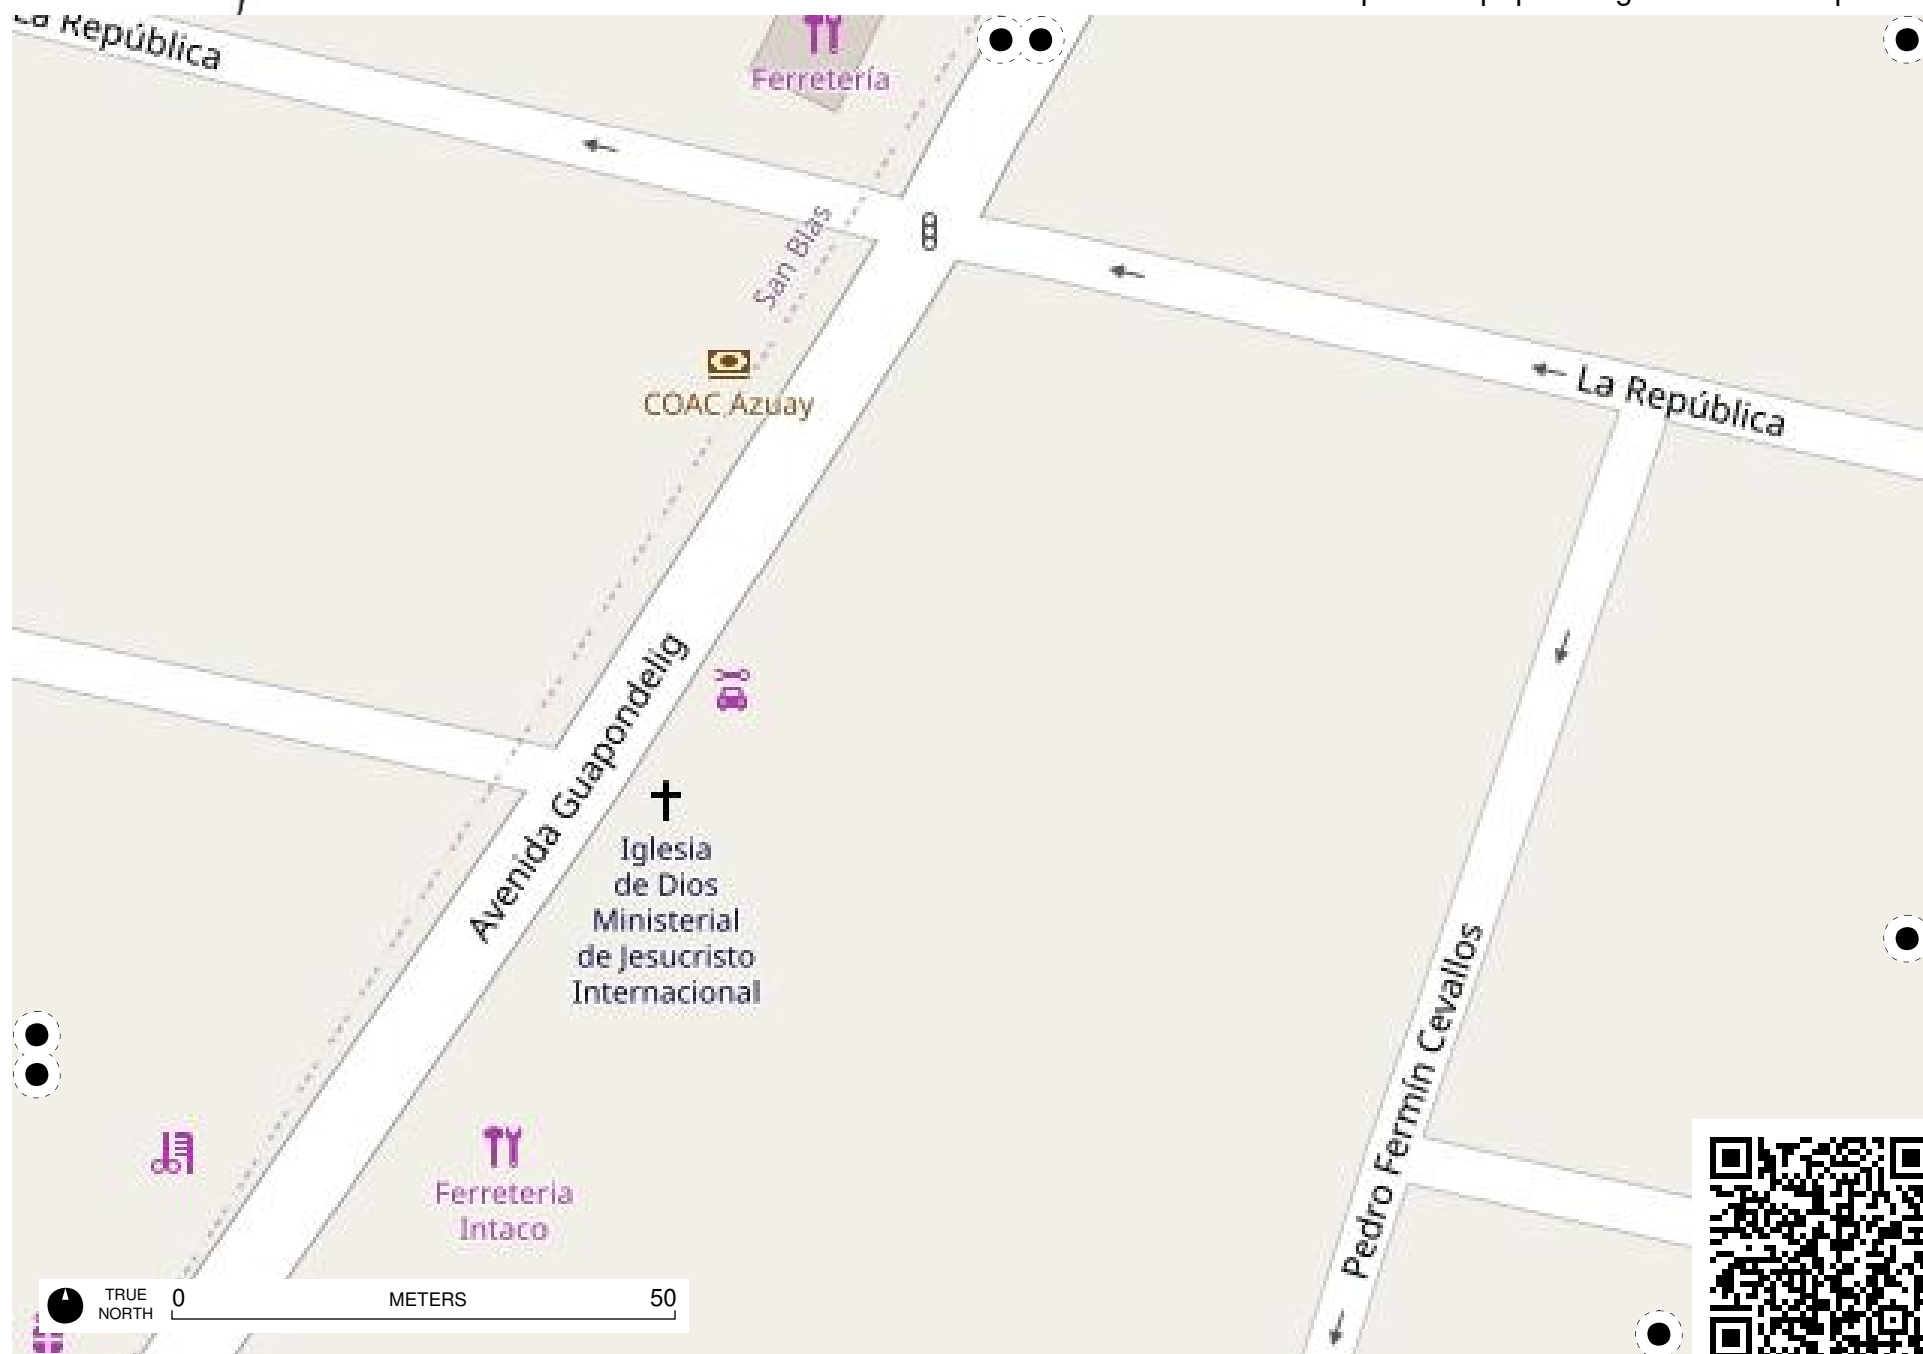 La República
Ferretería
San Blas
COAC Azuay
La República
Avenida Guapondelig
Iglesia
de Dios
Ministerial
de Jesucristo
Internacional
Pedro Fermín Cevallos
Ferreteria
Intaco
TRUE
NORTH
0 METERS 50